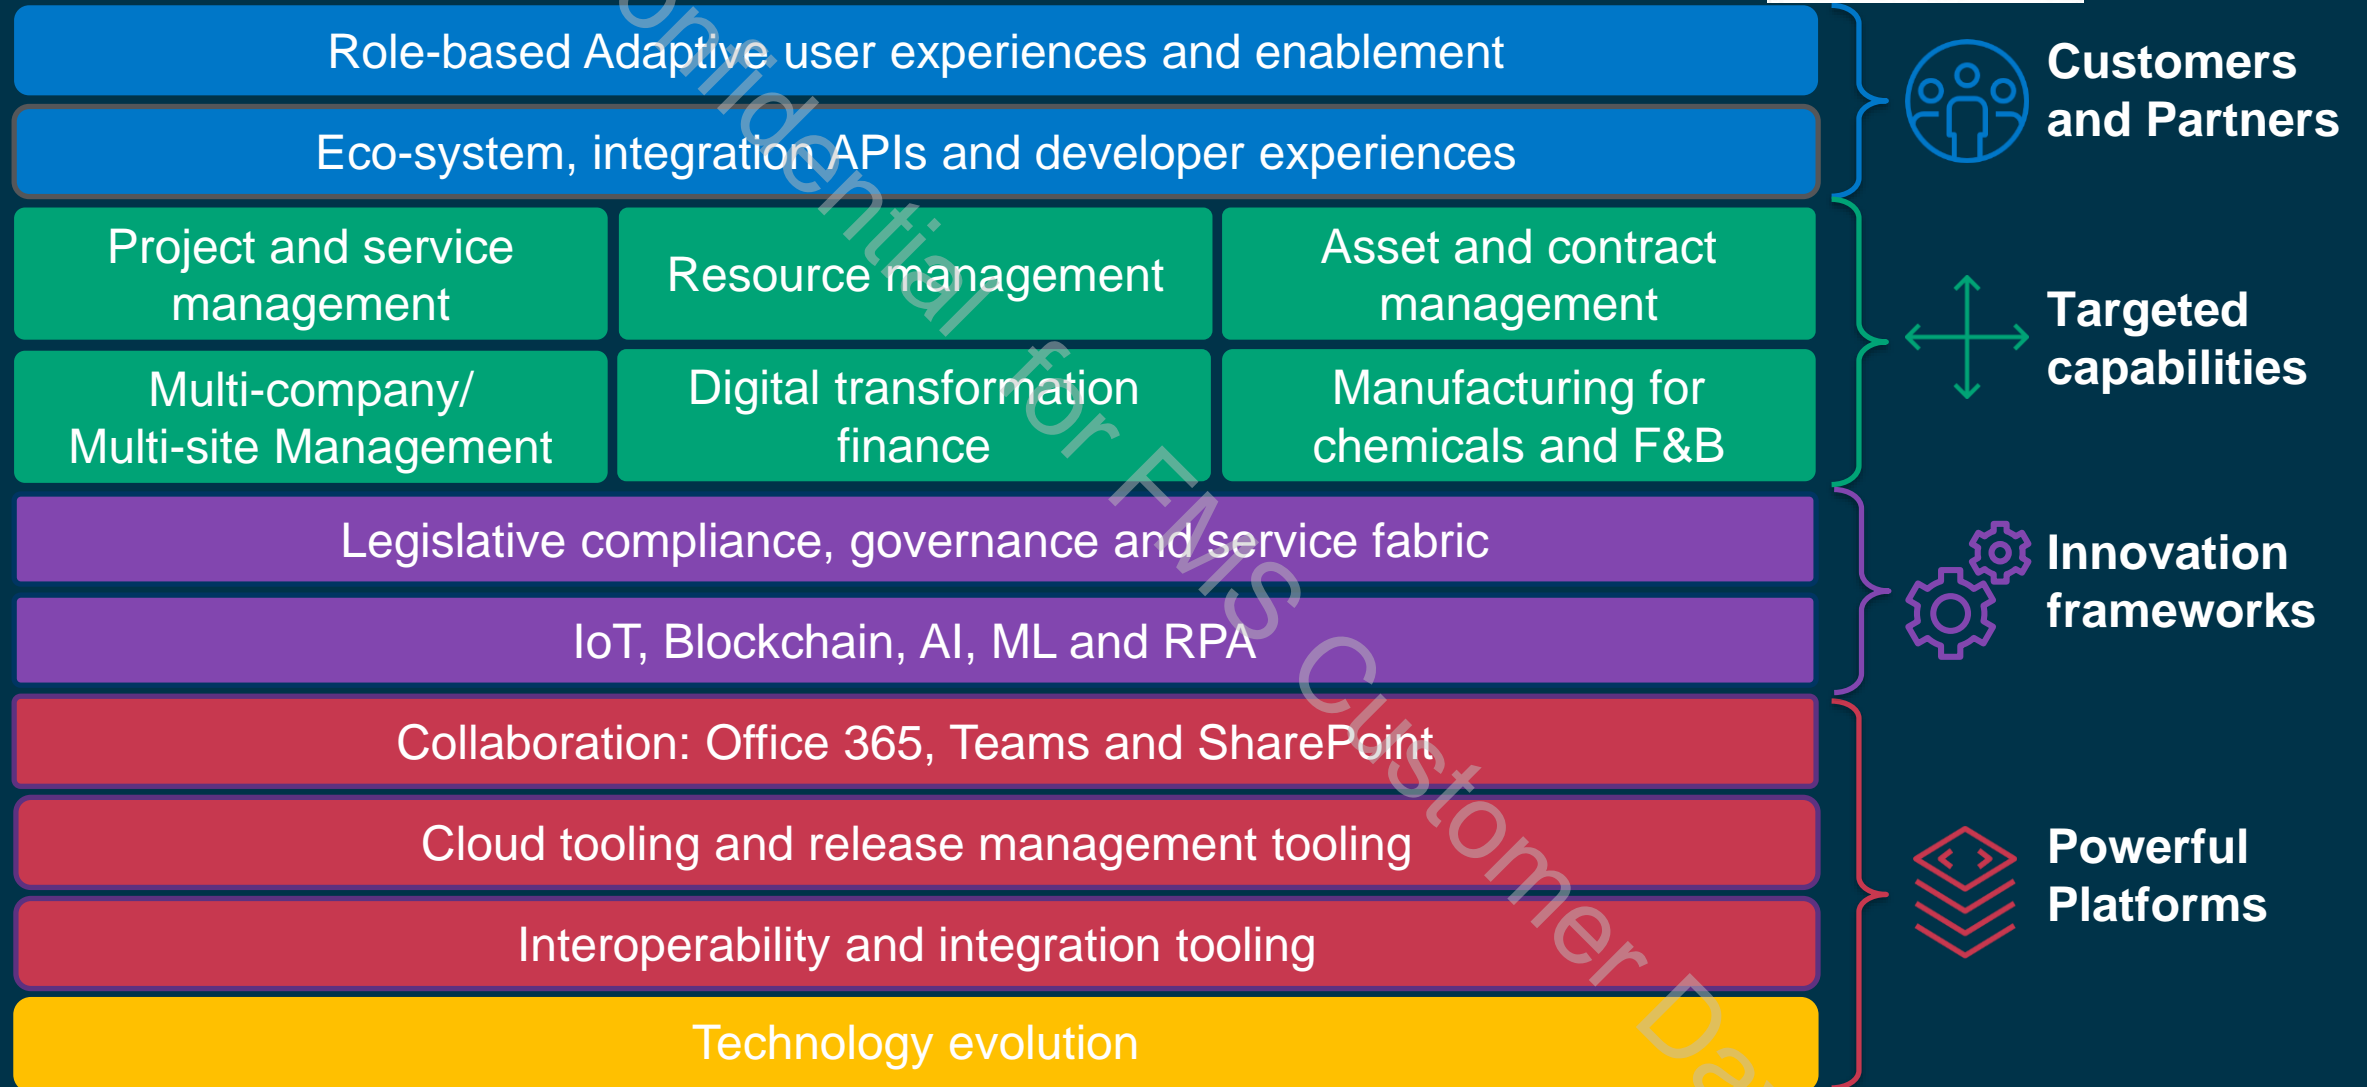 Role-based Adaptive user experiences and enablement
Eco-system, integration APIs and developer experiences
Customers
and Partners
Project and service
management
Resource management
Asset and contract
management
Multi-company/
Multi-site Management
Digital transformation
finance
Manufacturing for
chemicals and F&B
Targeted
capabilities
Legislative compliance, governance and service fabric
IoT, Blockchain, AI, ML and RPA
Innovation
frameworks
Collaboration: Office 365, Teams and SharePoint
Cloud tooling and release management tooling
Interoperability and integration tooling
Technology evolution
Powerful
Platforms
onfidential for FMS Customer Da